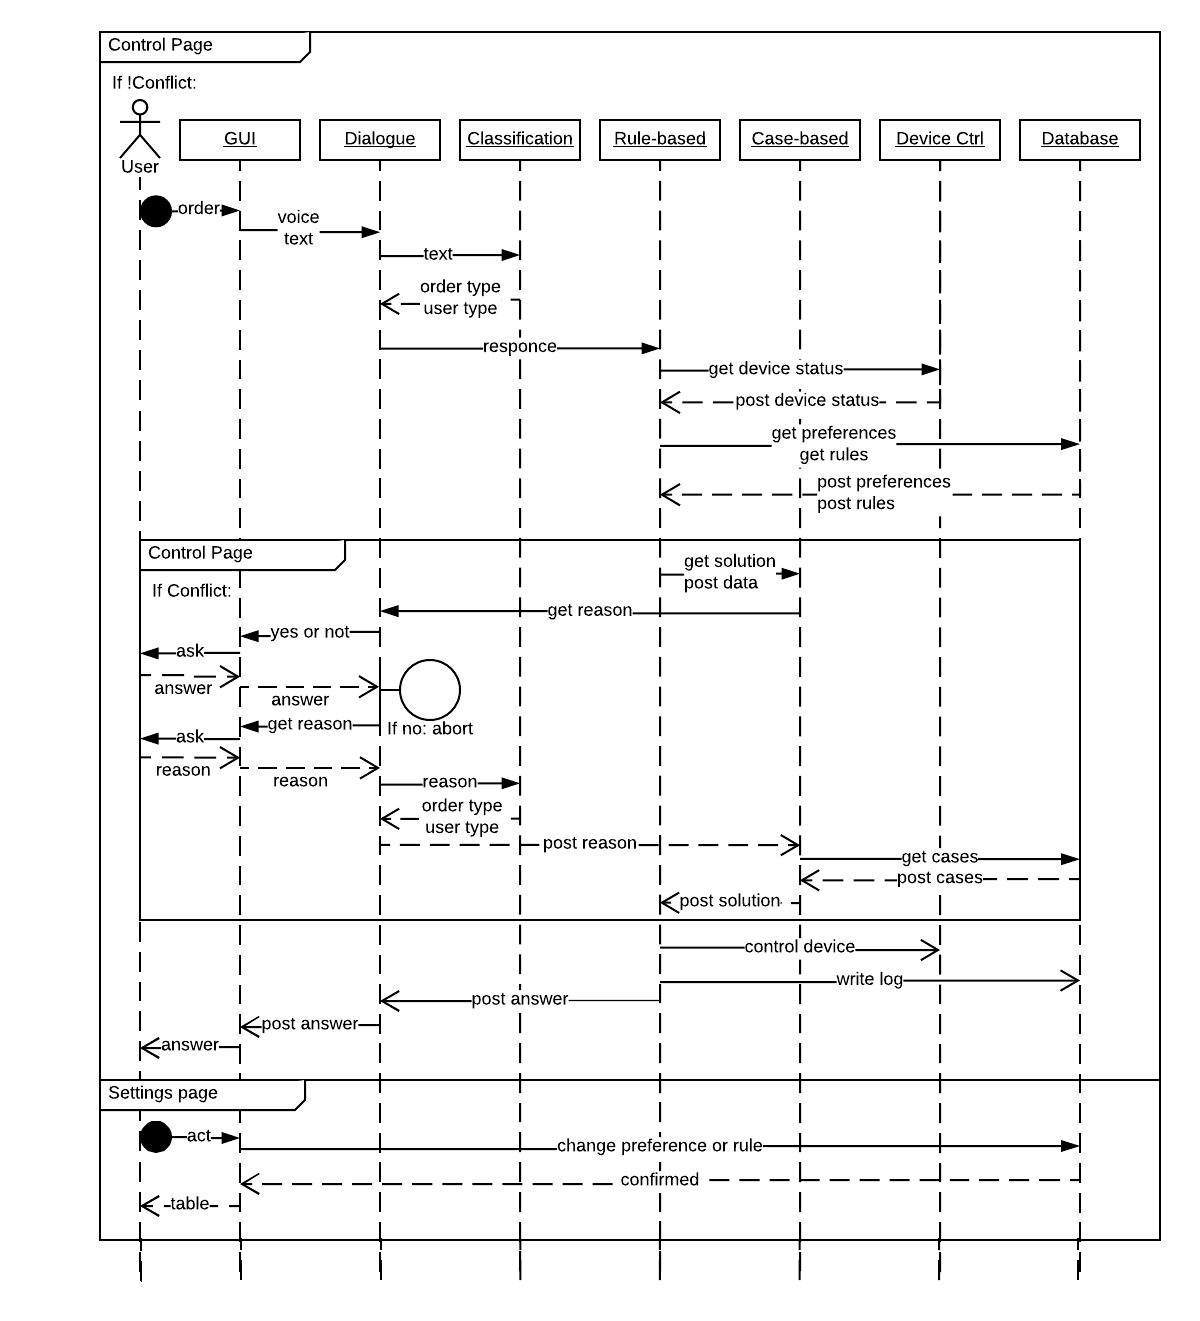 Control Page
If !Conflict:
User
GUI
Dialogue
Classification
Rule-based
Case-based
Device Ctrl
Database
order
voice
text
text
order type
user type
responce
get device status
post device status
get preferences
get rules
post preferences
post rules
Control Page
If Conflict:
get solution
post data
get reason
yes or not
ask
answer
answer
If no: abort
get reason
ask
reason
reason
reason
order type
user type
post reason
get cases
post cases
post solution
control device
write log
post answer
post answer
answer
Settings page
act
change preference or rule
confirmed
table